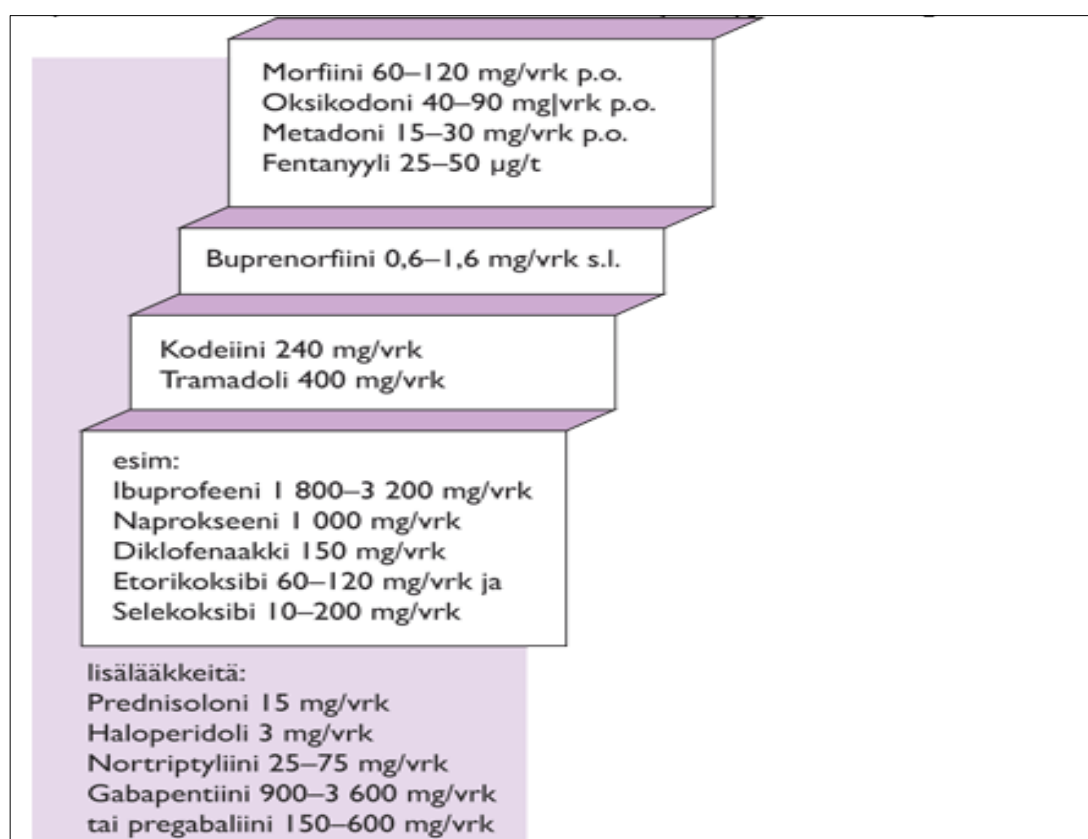 Morfiini 60–120 mg/vrk p.o.
Oksikodoni 40–90 mg|vrk p.o.
Metadoni 15–30 mg/vrk p.o.
Fentanyyli 25–50 µg/t
Buprenorfiini 0,6–1,6 mg/vrk s.l.
Kodeiini 240 mg/vrk
Tramadoli 400 mg/vrk
esim:
Ibuprofeeni 1 800–3 200 mg/vrk
Naprokseeni 1 000 mg/vrk
Diklofenaakki 150 mg/vrk
Etorikoksibi 60–120 mg/vrk ja
Selekoksibi 10–200 mg/vrk
lisälääkkeitä:
Prednisoloni 15 mg/vrk
Haloperidoli 3 mg/vrk
Nortriptyliini 25–75 mg/vrk
Gabapentiini 900–3 600 mg/vrk
tai pregabaliini 150–600 mg/vrk